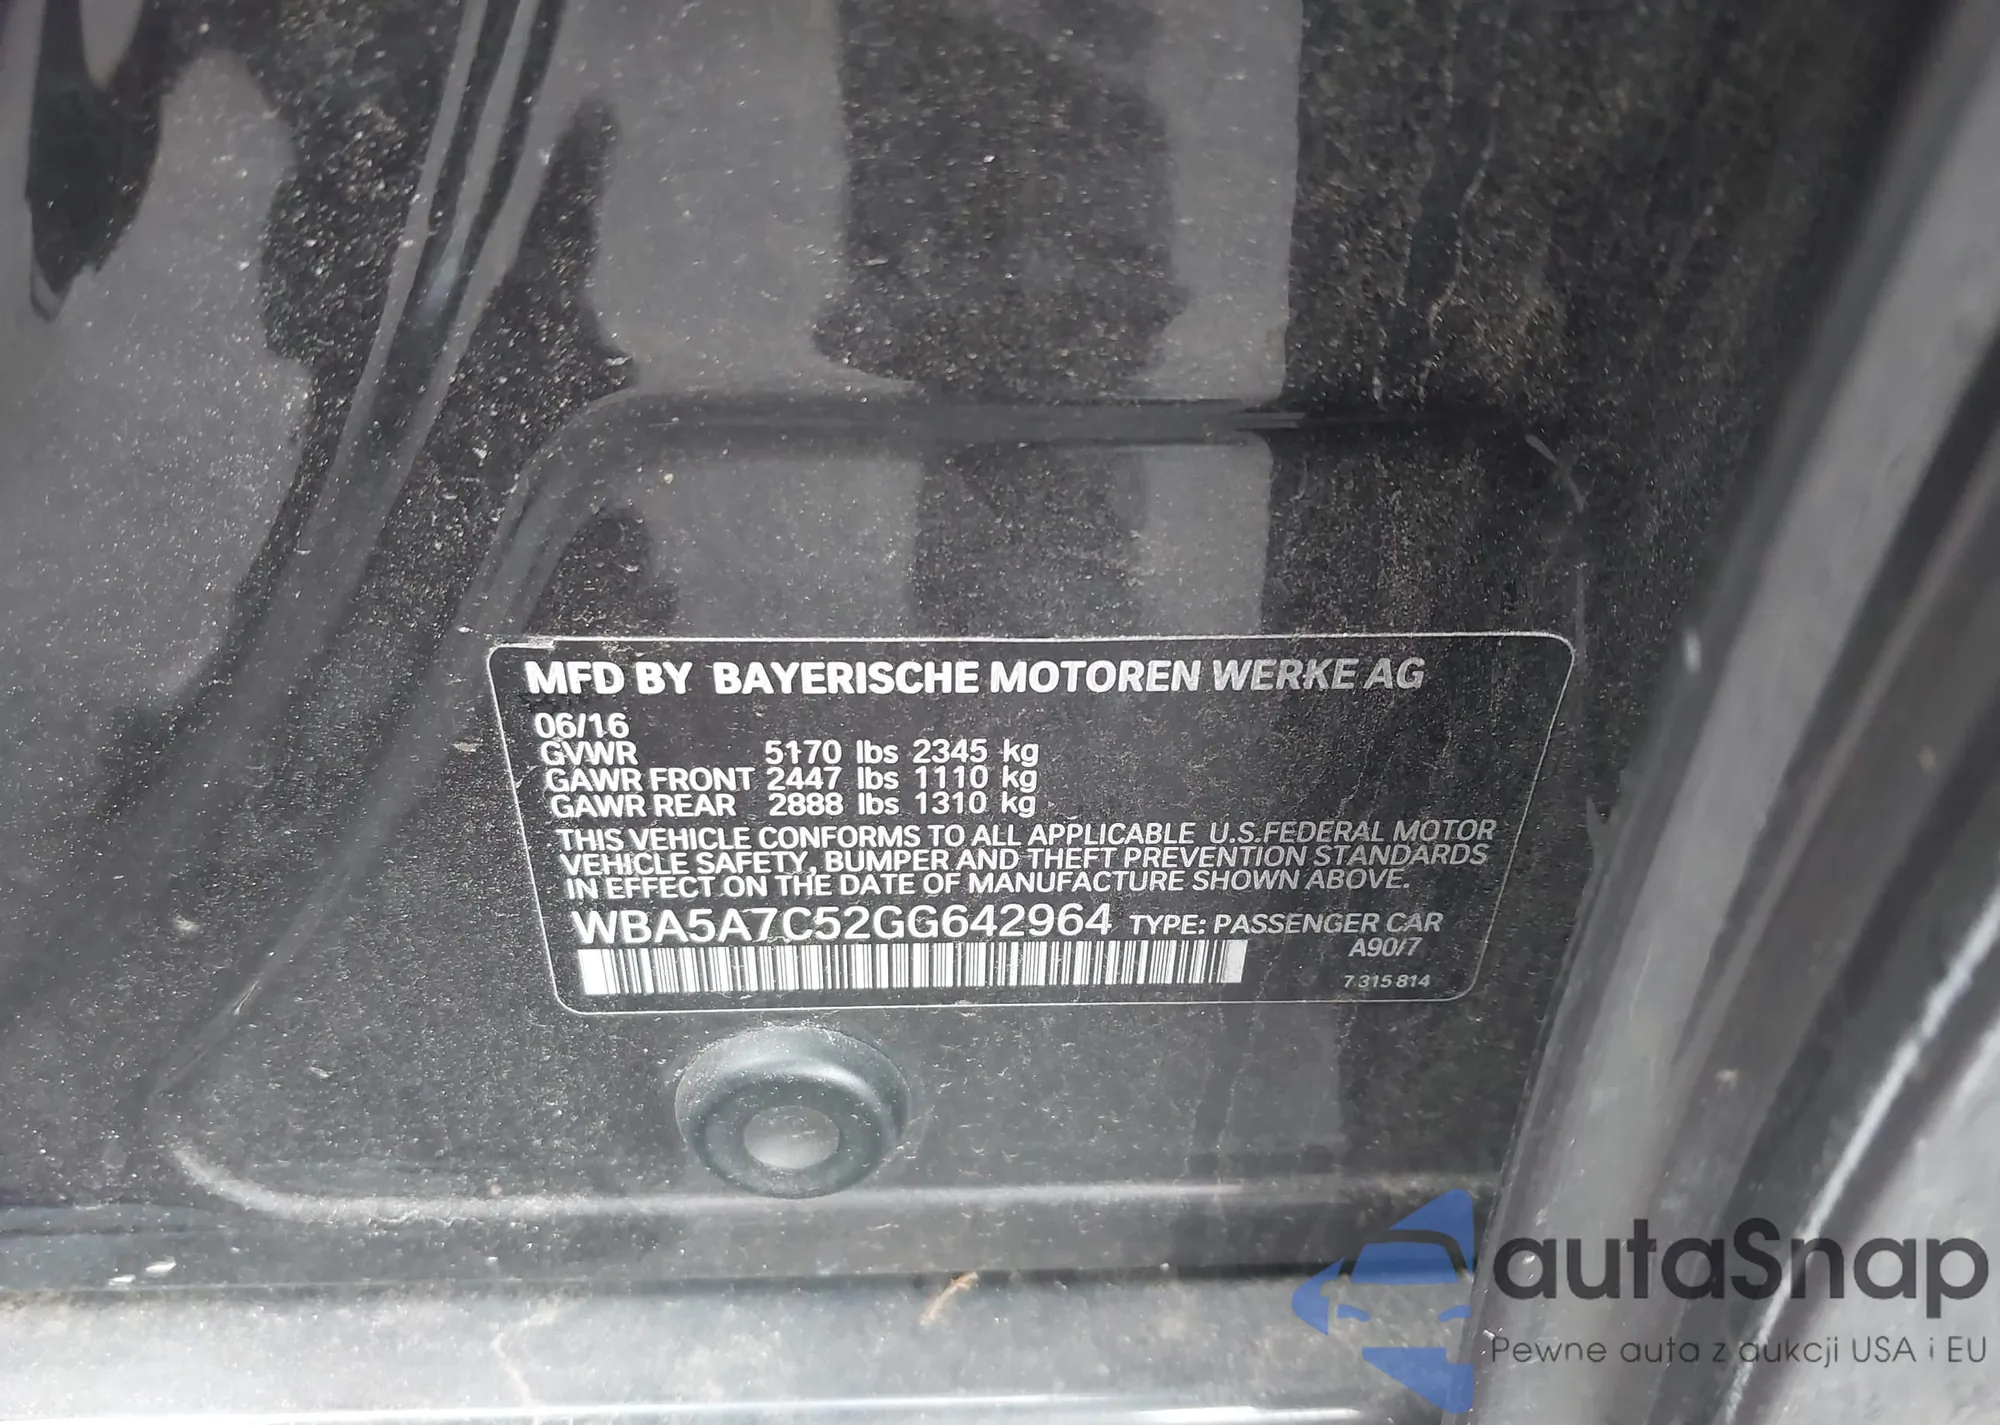 MFD BY BAYERISCHE MOTOREN WERKE AG
06/16
GVWR 5170 lbs 2345 kg
GAWR FRONT 2447 lbs 1110 kg
GAWR REAR 2888 lbs 1310 kg
THIS VEHICLE CONFORMS TO ALL APPLICABLE U.S.FEDERAL MOTOR
VEHICLE SAFETY, BUMPER AND THEFT PREVENTION STANDARDS
IN EFFECT ON THE DATE OF MANUFACTURE SHOWN ABOVE.
WBA5A7C52GG642964 TYPE: PASSENGER CAR
A90/7
7 315 814
autaSnap
Pewne auta z aukcji USA i EU